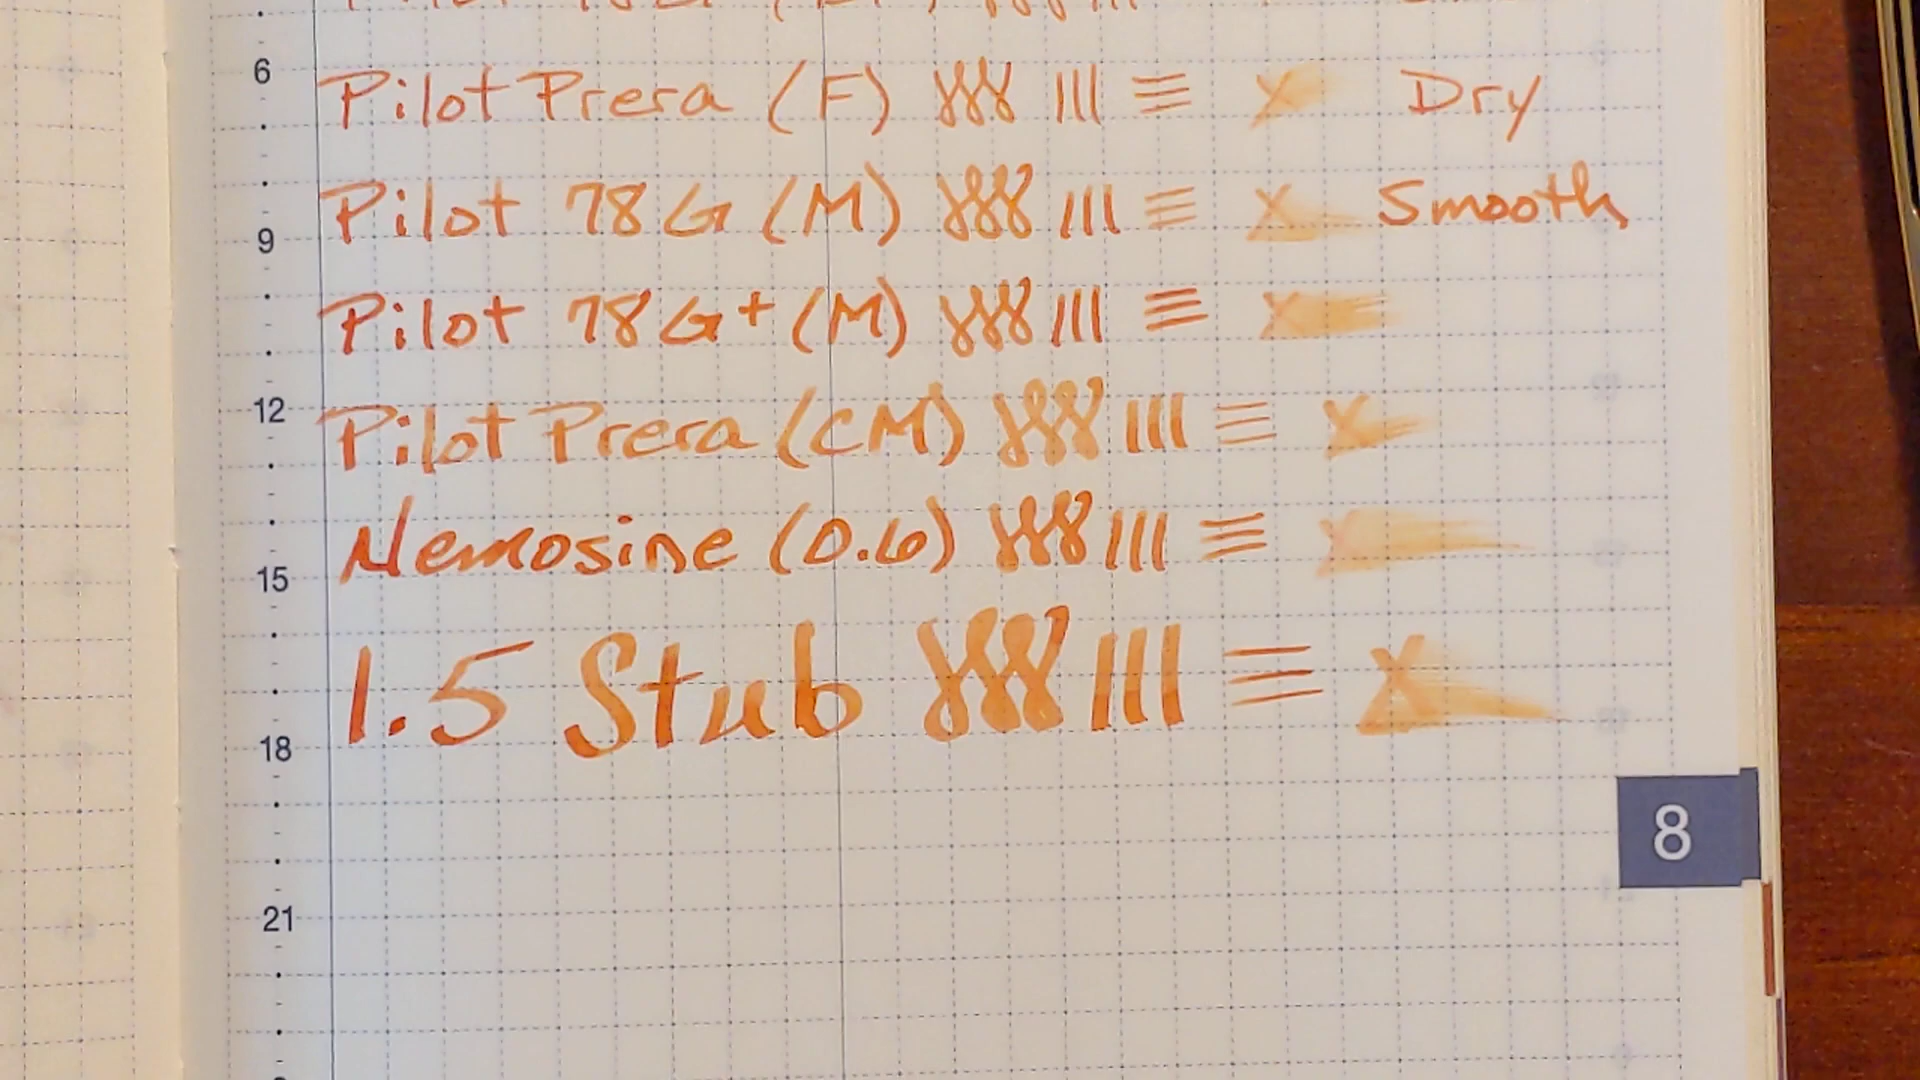 6 Pilot Prera (F) Dry
Pilot 78G (M) Smooth
9
Pilot 78G+ (M)
12 Pilot Prera (CM)
Nemosine (0.6)
15
1.5 Stub
18
8
21